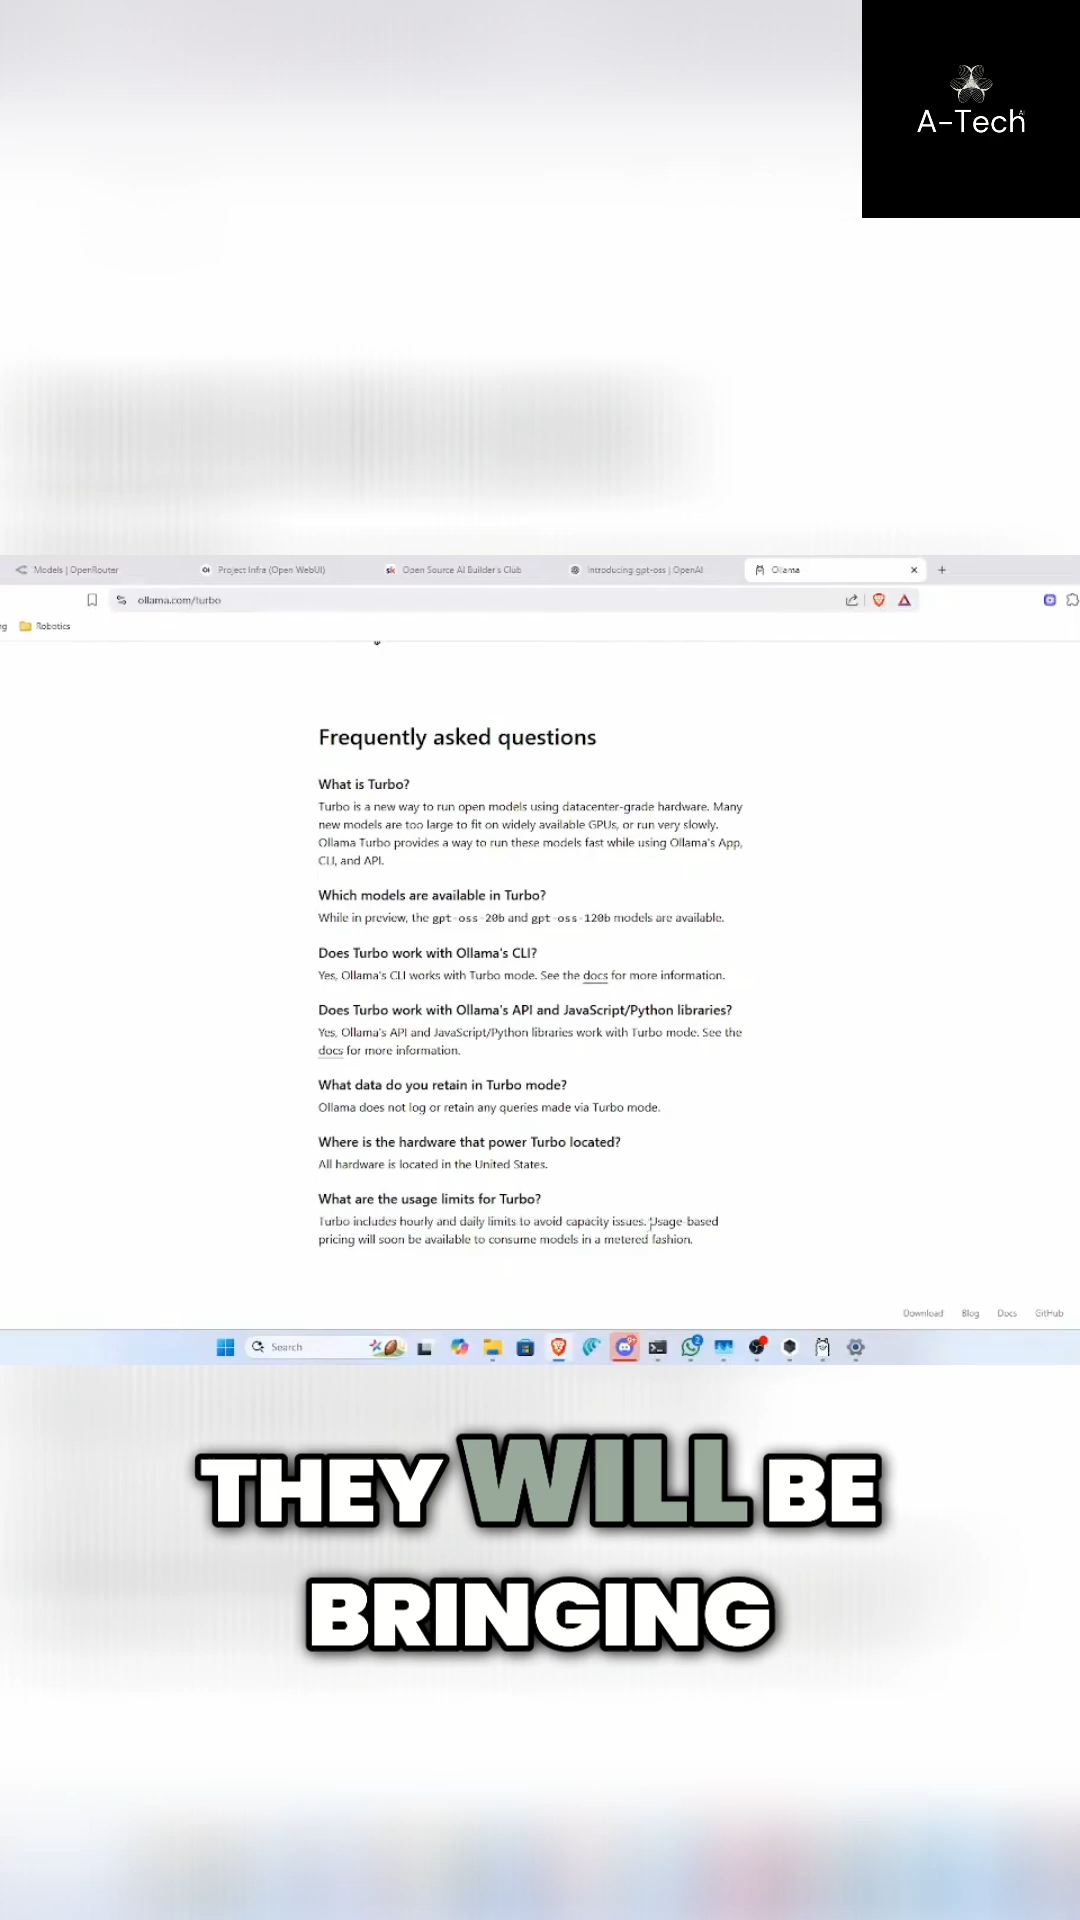 A-Tech
AI
Models | OpenRouter
Project Infra (Open WebUI)
sk Open Source AI Builder's Club
Introducing gpt-oss | OpenAI
Ollama
ollama.com/turbo
Robotics
Frequently asked questions
What is Turbo?
Turbo is a new way to run open models using datacenter-grade hardware. Many
new models are too large to fit on widely available GPUs, or run very slowly.
Ollama Turbo provides a way to run these models fast while using Ollama's App,
CLI, and API.
Which models are available in Turbo?
While in preview, the gpt-oss-20b and gpt-oss-120b models are available.
Does Turbo work with Ollama's CLI?
Yes, Ollama's CLI works with Turbo mode. See the docs for more information.
Does Turbo work with Ollama's API and JavaScript/Python libraries?
Yes, Ollama's API and JavaScript/Python libraries work with Turbo mode. See the
docs for more information.
What data do you retain in Turbo mode?
Ollama does not log or retain any queries made via Turbo mode.
Where is the hardware that power Turbo located?
All hardware is located in the United States.
What are the usage limits for Turbo?
Turbo includes hourly and daily limits to avoid capacity issues. Usage-based
pricing will soon be available to consume models in a metered fashion.
Download Blog Docs GitHub
Search
THEY WILL BE
BRINGING